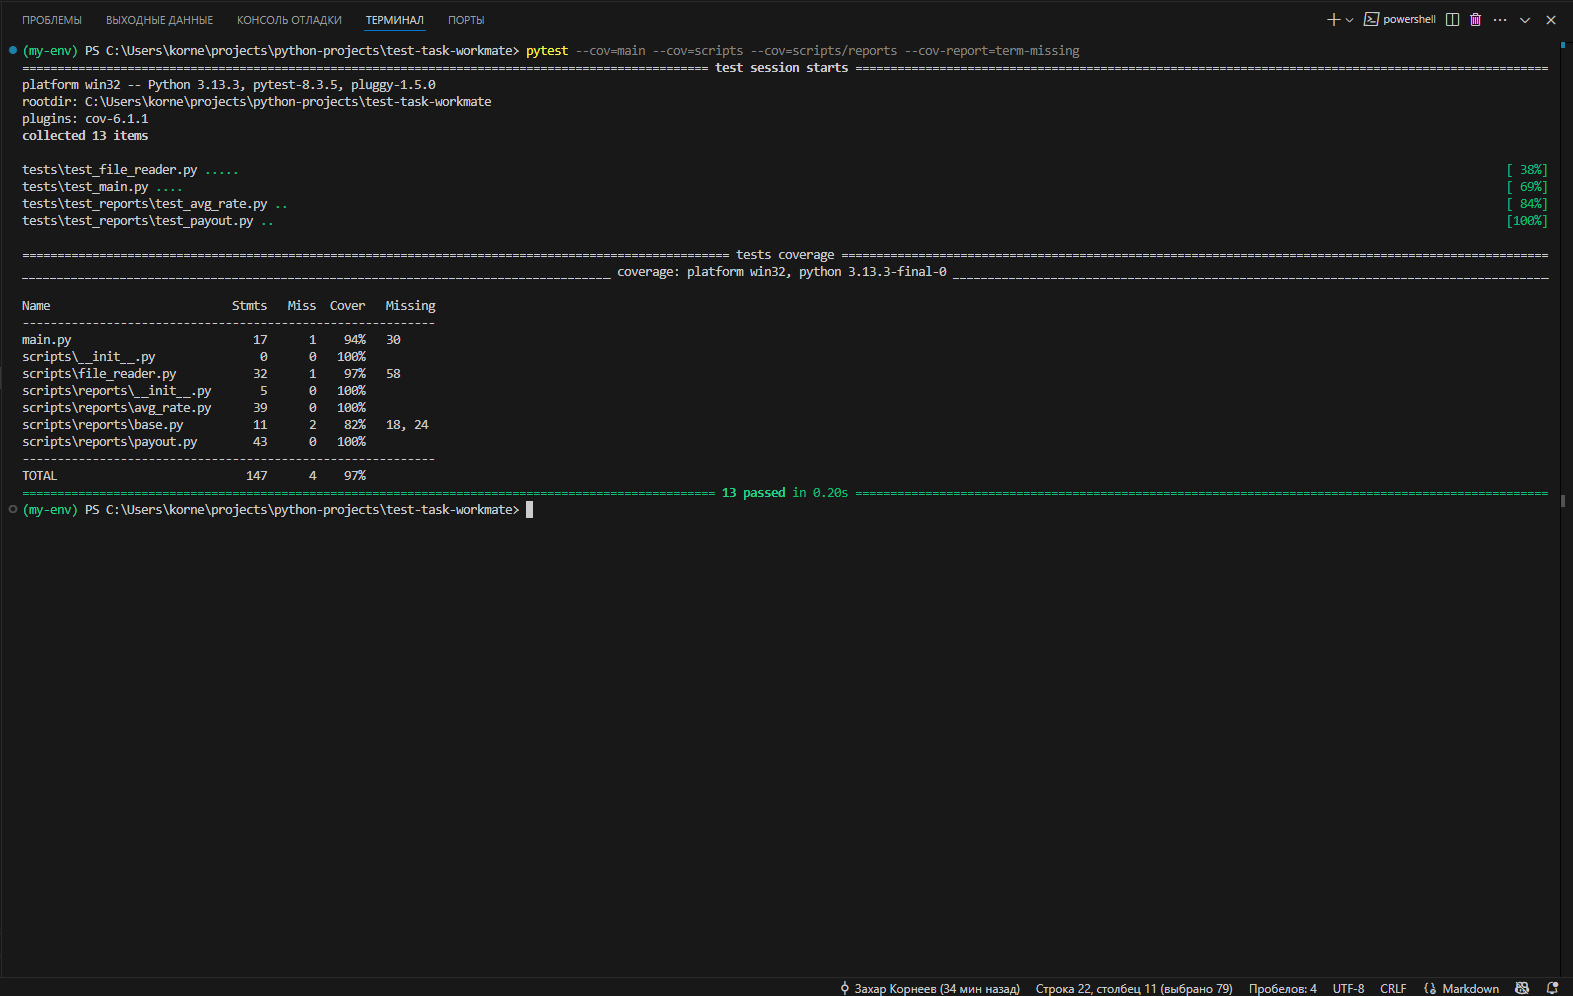 ПРОБЛЕМЫ ВЫХОДНЫЕ ДАННЫЕ КОНСОЛЬ ОТЛАДКИ ТЕРМИНАЛ ПОРТЫ powershell
(my-env) PS C:\Users\korne\projects\python-projects\test-task-workmate> pytest --cov=main --cov=scripts --cov=scripts/reports --cov-report=term-missing
test session starts
platform win32 -- Python 3.13.3, pytest-8.3.5, pluggy-1.5.0
rootdir: C:\Users\korne\projects\python-projects\test-task-workmate
plugins: cov-6.1.1
collected 13 items
tests\test_file_reader.py ..... [ 38%]
tests\test_main.py .... [ 69%]
tests\test_reports\test_avg_rate.py .. [ 84%]
tests\test_reports\test_payout.py .. [100%]
tests coverage
coverage: platform win32, python 3.13.3-final-0
Name Stmts Miss Cover Missing
main.py 17 1 94% 30
scripts\__init__.py 0 0 100%
scripts\file_reader.py 32 1 97% 58
scripts\reports\__init__.py 5 0 100%
scripts\reports\avg_rate.py 39 0 100%
scripts\reports\base.py 11 2 82% 18, 24
scripts\reports\payout.py 43 0 100%
TOTAL 147 4 97%
13 passed in 0.20s
(my-env) PS C:\Users\korne\projects\python-projects\test-task-workmate>
Захар Корнеев (34 мин назад) Строка 22, столбец 11 (выбрано 79) Пробелов: 4 UTF-8 CRLF Markdown